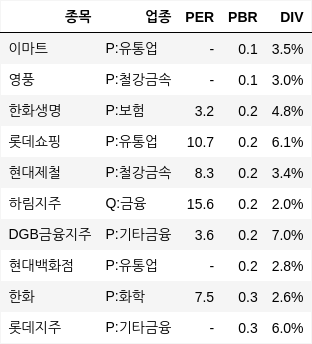 종목 업종 PER PBR DIV
이마트 P:유통업 - 0.1 3.5%
영풍 P:철강금속 - 0.1 3.0%
한화생명 P:보험 3.2 0.2 4.8%
롯데쇼핑 P:유통업 10.7 0.2 6.1%
현대제철 P:철강금속 8.3 0.2 3.4%
하림지주 Q:금융 15.6 0.2 2.0%
DGB금융지주 P:기타금융 3.6 0.2 7.0%
현대백화점 P:유통업 - 0.2 2.8%
한화 P:화학 7.5 0.3 2.6%
롯데지주 P:기타금융 - 0.3 6.0%